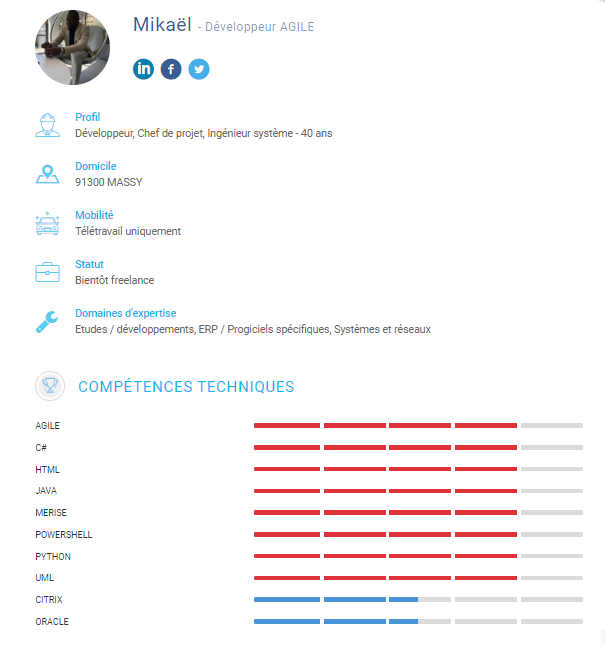 Mikaël - Développeur AGILE
in f
Profil
Développeur, Chef de projet, Ingénieur système - 40 ans
Domicile
91300 MASSY
Mobilité
Télétravail uniquement
Statut
Bientôt freelance
Domaines d'expertise
Etudes / développements, ERP / Progiciels spécifiques, Systèmes et réseaux
COMPÉTENCES TECHNIQUES
AGILE
C#
HTML
JAVA
MERISE
POWERSHELL
PYTHON
UML
CITRIX
ORACLE